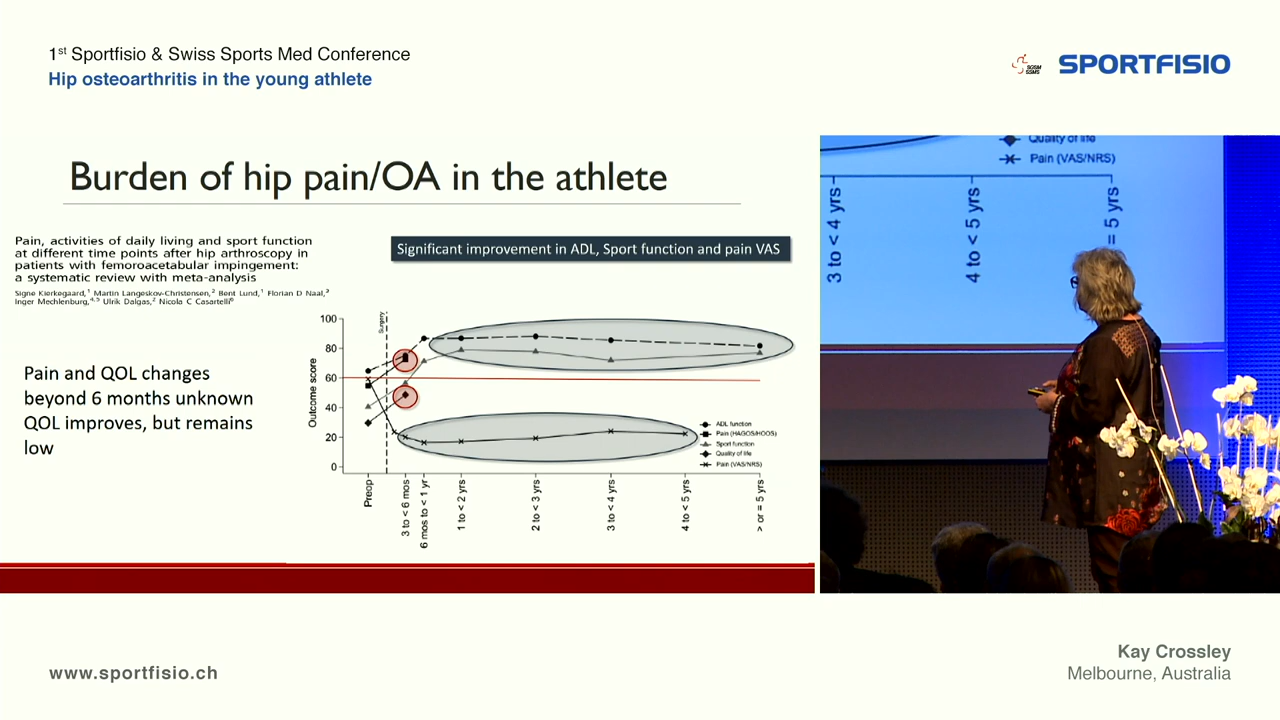 1st Sportfisio & Swiss Sports Med Conference
Hip osteoarthritis in the young athlete
SGSM
SSMS
SPORTFISIO
Burden of hip pain/OA in the athlete
Pain, activities of daily living and sport function
at different time points after hip arthroscopy in
patients with femoroacetabular impingement:
a systematic review with meta-analysis
Signe Kierkegaard,1 Martin Langeskov-Christensen,2 Bent Lund,1 Florian D Naal,3
Inger Mechlenburg,4,5 Ulrik Dalgas,2 Nicola C Casartelli6
Significant improvement in ADL, Sport function and pain VAS
Pain and QOL changes
beyond 6 months unknown
QOL improves, but remains
low
Outcome score
100
80
60
40
20
0
Surgery
ADL function
Pain (HAGOS/HOOS)
Sport function
Quality of life
Pain (VAS/NRS)
Preop
3 to < 6 mos
6 mos to < 1 yr
1 to < 2 yrs
2 to < 3 yrs
3 to < 4 yrs
4 to < 5 yrs
> or = 5 yrs
Quality of life
Pain (VAS/NRS)
3 to < 4 yrs
4 to < 5 yrs
= 5 yrs
www.sportfisio.ch
Kay Crossley
Melbourne, Australia